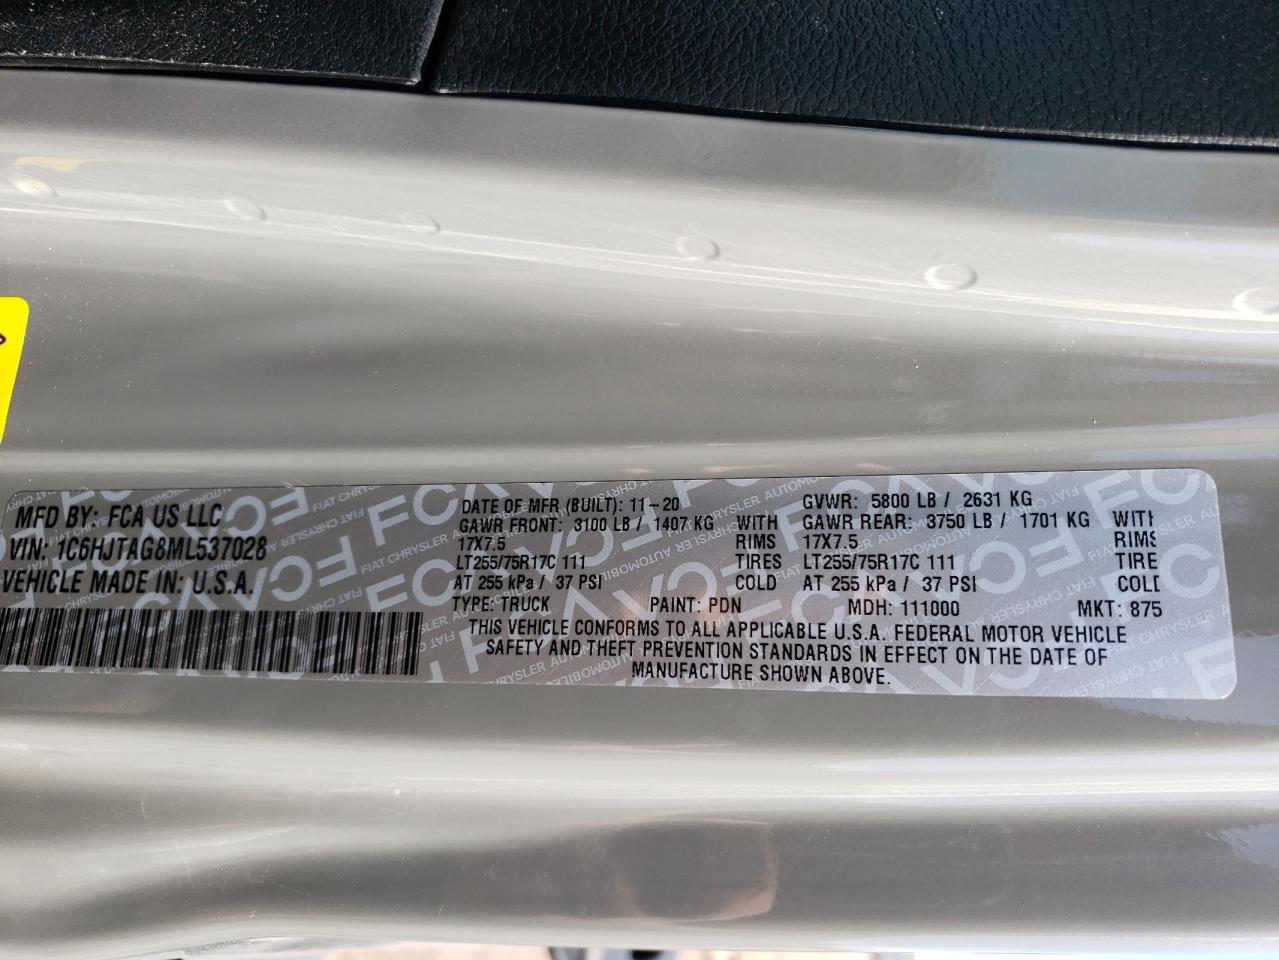 MFD BY: FCA US LLC
VIN: 1C6HJTAG8ML537028
VEHICLE MADE IN: U.S.A.
DATE OF MFR (BUILT): 11-20 GVWR: 5800 LB / 2631 KG
GAWR FRONT: 3100 LB / 1407 KG WITH GAWR REAR: 3750 LB / 1701 KG WITH
17X7.5 RIMS 17X7.5 RIMS
LT255/75R17C 111 TIRES LT255/75R17C 111 TIRE
AT 255 kPa / 37 PSI COLD AT 255 kPa / 37 PSI COLD
TYPE: TRUCK PAINT: PDN MDH: 111000 MKT: 875
THIS VEHICLE CONFORMS TO ALL APPLICABLE U.S.A. FEDERAL MOTOR VEHICLE
SAFETY AND THEFT PREVENTION STANDARDS IN EFFECT ON THE DATE OF
MANUFACTURE SHOWN ABOVE.